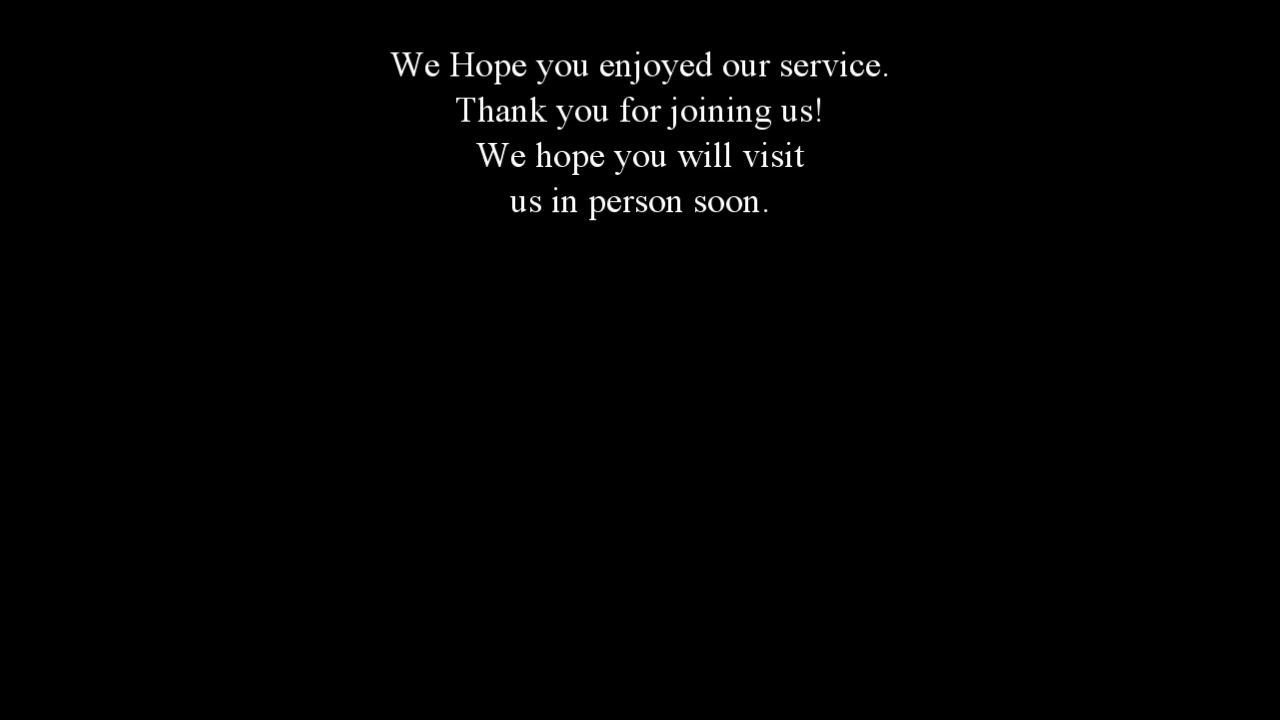 We Hope you enjoyed our service.
Thank you for joining us!
We hope you will visit
us in person soon.